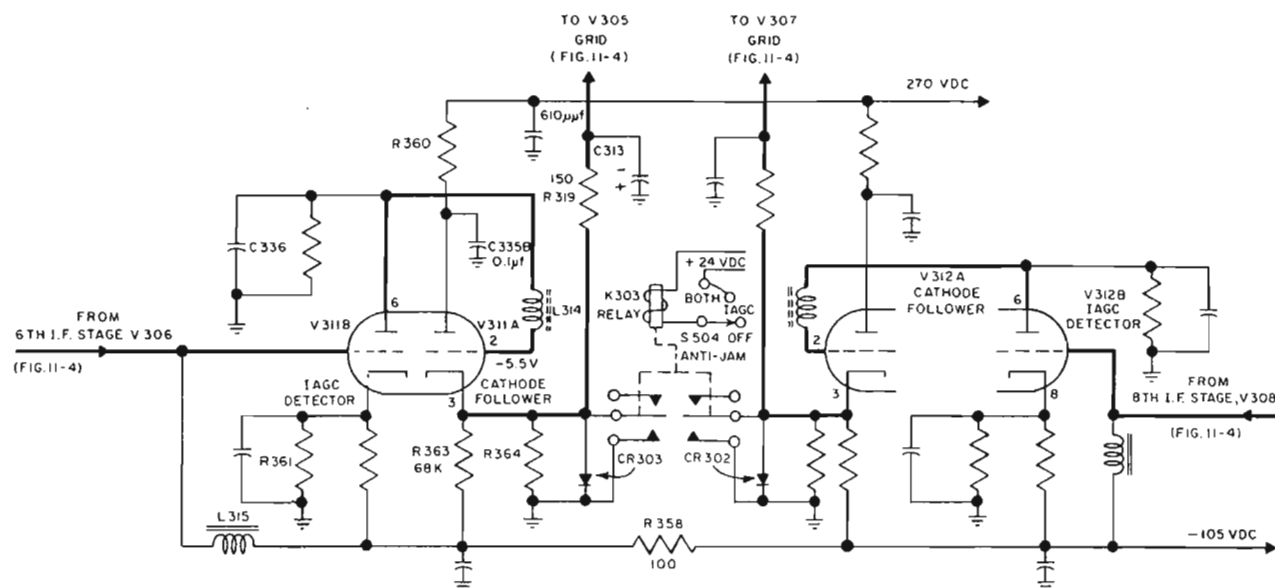 TO V305
GRID
(FIG.11-4)
TO V307
GRID
(FIG.11-4)
270 VDC
610µµf
R360
C313
150
R319
- 
+
C336
C335B
0.1µf
+ 24 VDC
K303
RELAY
BOTH
IAGC
S504 OFF
ANTI-JAM
L314
V312A
CATHODE
FOLLOWER
6
V312B
IAGC
DETECTOR
6
V311B
V311A
2
-5.5V
2
FROM
6TH I.F. STAGE V306
(FIG.11-4)
IAGC
DETECTOR
CATHODE
FOLLOWER
3
3
8
FROM
8TH I.F. STAGE, V308
(FIG.11-4)
R361
R363
68K
R364
CR303
CR302
L315
R358
100
-105 VDC